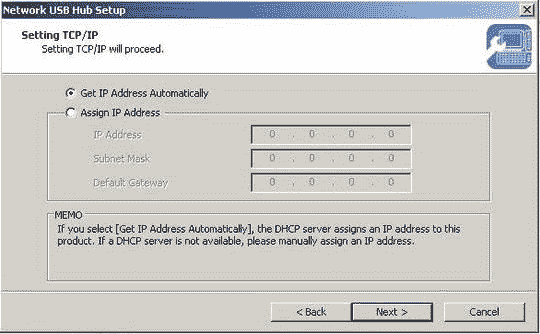 Network USB Hub Setup
Setting TCP/IP
Setting TCP/IP will proceed.
Get IP Address Automatically
Assign IP Address
IP Address 0 . 0 . 0 . 0
Subnet Mask 0 . 0 . 0 . 0
Default Gateway 0 . 0 . 0 . 0
MEMO
If you select [Get IP Address Automatically], the DHCP server assigns an IP address to this
product. If a DHCP server is not available, please manually assign an IP address.
< Back Next > Cancel